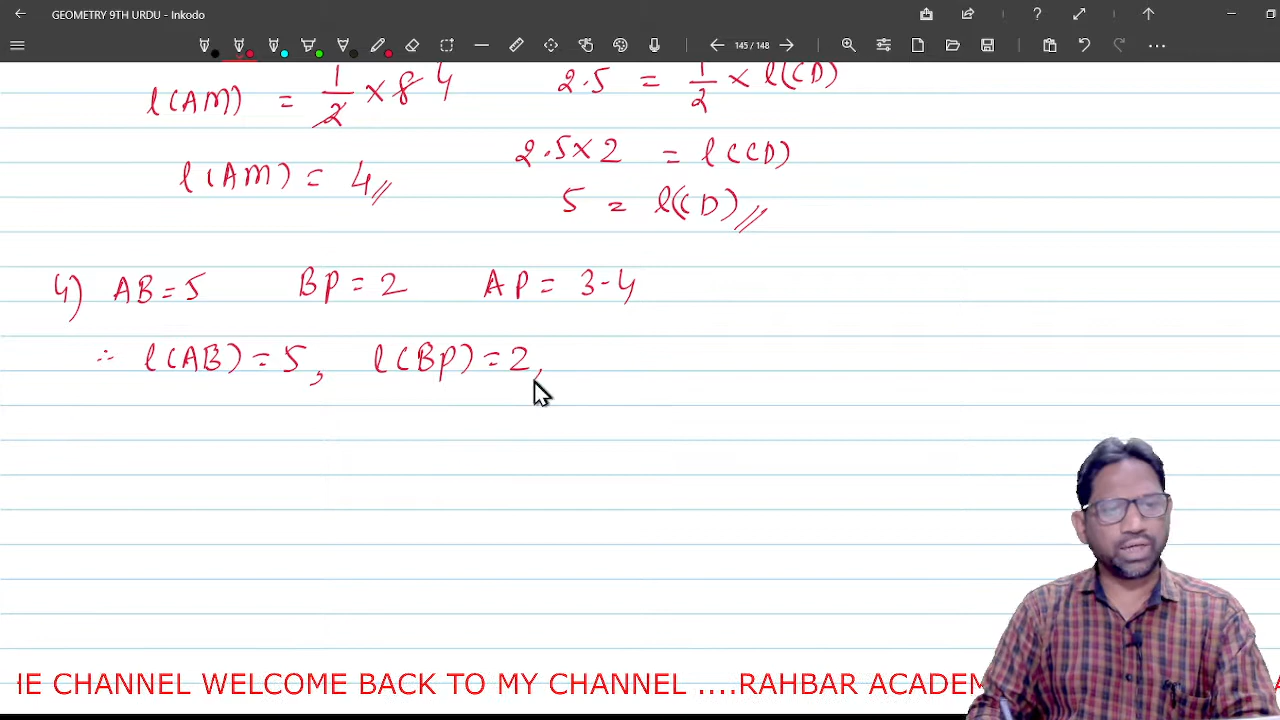 GEOMETRY 9TH URDU - Inkodo
145 / 148
l(AM) = 1/2 × 8 4
2.5 = 1/2 × l(CD)
2.5×2 = l(CD)
l(AM) = 4//
5 = l(CD)//
4) AB = 5 BP = 2 AP = 3-4
∴ l(AB) = 5, l(BP) = 2,
HE CHANNEL WELCOME BACK TO MY CHANNEL ....RAHBAR ACADEM